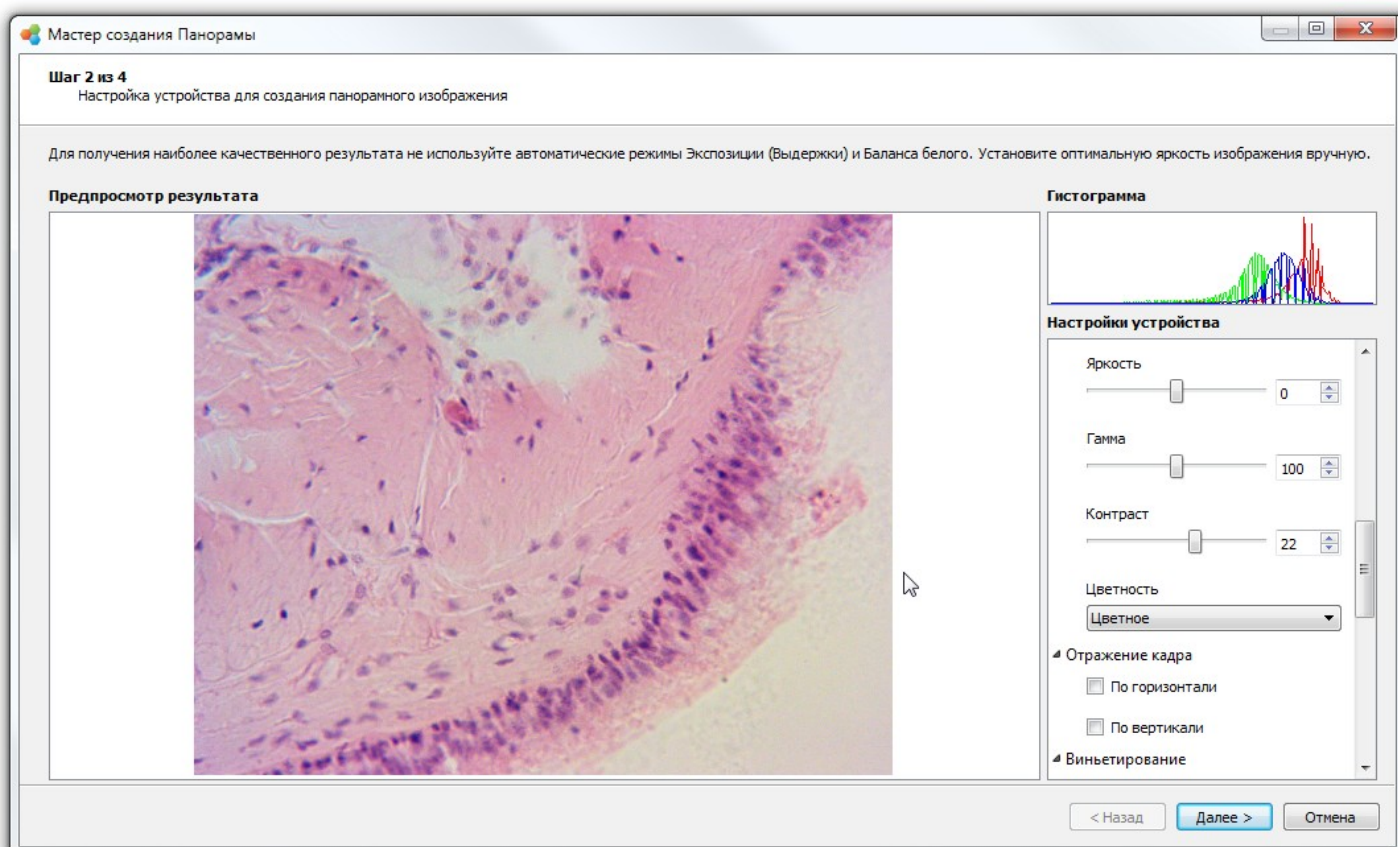 Мастер создания Панорамы
Шаг 2 из 4
Настройка устройства для создания панорамного изображения
Для получения наиболее качественного результата не используйте автоматические режимы Экспозиции (Выдержки) и Баланса белого. Установите оптимальную яркость изображения вручную.
Предпросмотр результата
Гистограмма
Настройки устройства
Яркость
0
Гамма
100
Контраст
22
Цветность
Цветное
Отражение кадра
По горизонтали
По вертикали
Виньетирование
< Назад
Далее >
Отмена